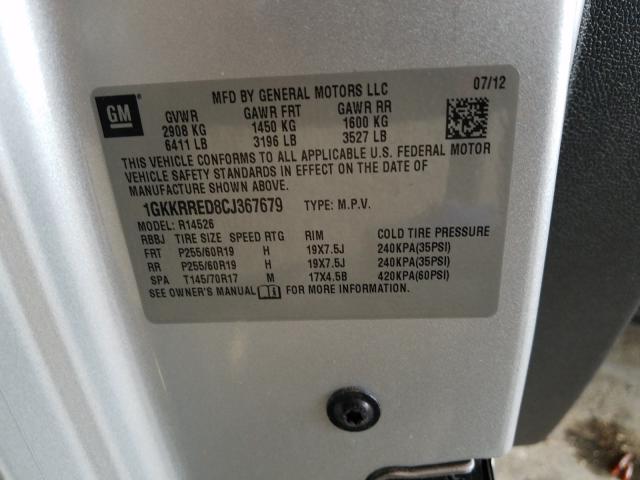 MFD BY GENERAL MOTORS LLC 07/12
GM
GVWR GAWR FRT GAWR RR
2908 KG 1450 KG 1600 KG
6411 LB 3196 LB 3527 LB
THIS VEHICLE CONFORMS TO ALL APPLICABLE U.S. FEDERAL MOTOR
VEHICLE SAFETY STANDARDS IN EFFECT ON THE DATE OF
MANUFACTURE SHOWN ABOVE.
1GKKRRED8CJ367679 TYPE: M.P.V.
MODEL: R14526
RBBJ TIRE SIZE SPEED RTG RIM COLD TIRE PRESSURE
FRT P255/60R19 H 19X7.5J 240KPA(35PSI)
RR P255/60R19 H 19X7.5J 240KPA(35PSI)
SPA T145/70R17 M 17X4.5B 420KPA(60PSI)
SEE OWNER'S MANUAL FOR MORE INFORMATION.